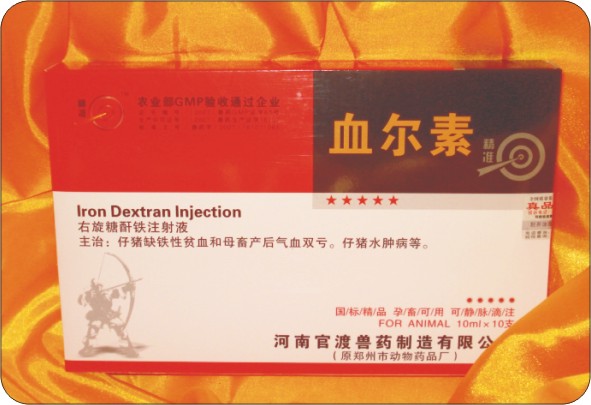 精准
农业部GMP验收通过企业
血尔素
精准
★★★★★
Iron Dextran Injection
右旋糖酐铁注射液
主治：仔猪缺铁性贫血和母畜产后气血双亏。仔猪水肿病等。
真品
国/标/精/品 孕/畜/可/用 可/静/脉/滴/注
FOR ANIMAL 10ml×10支
河南官渡兽药制造有限公
（原郑州市动物药品厂）